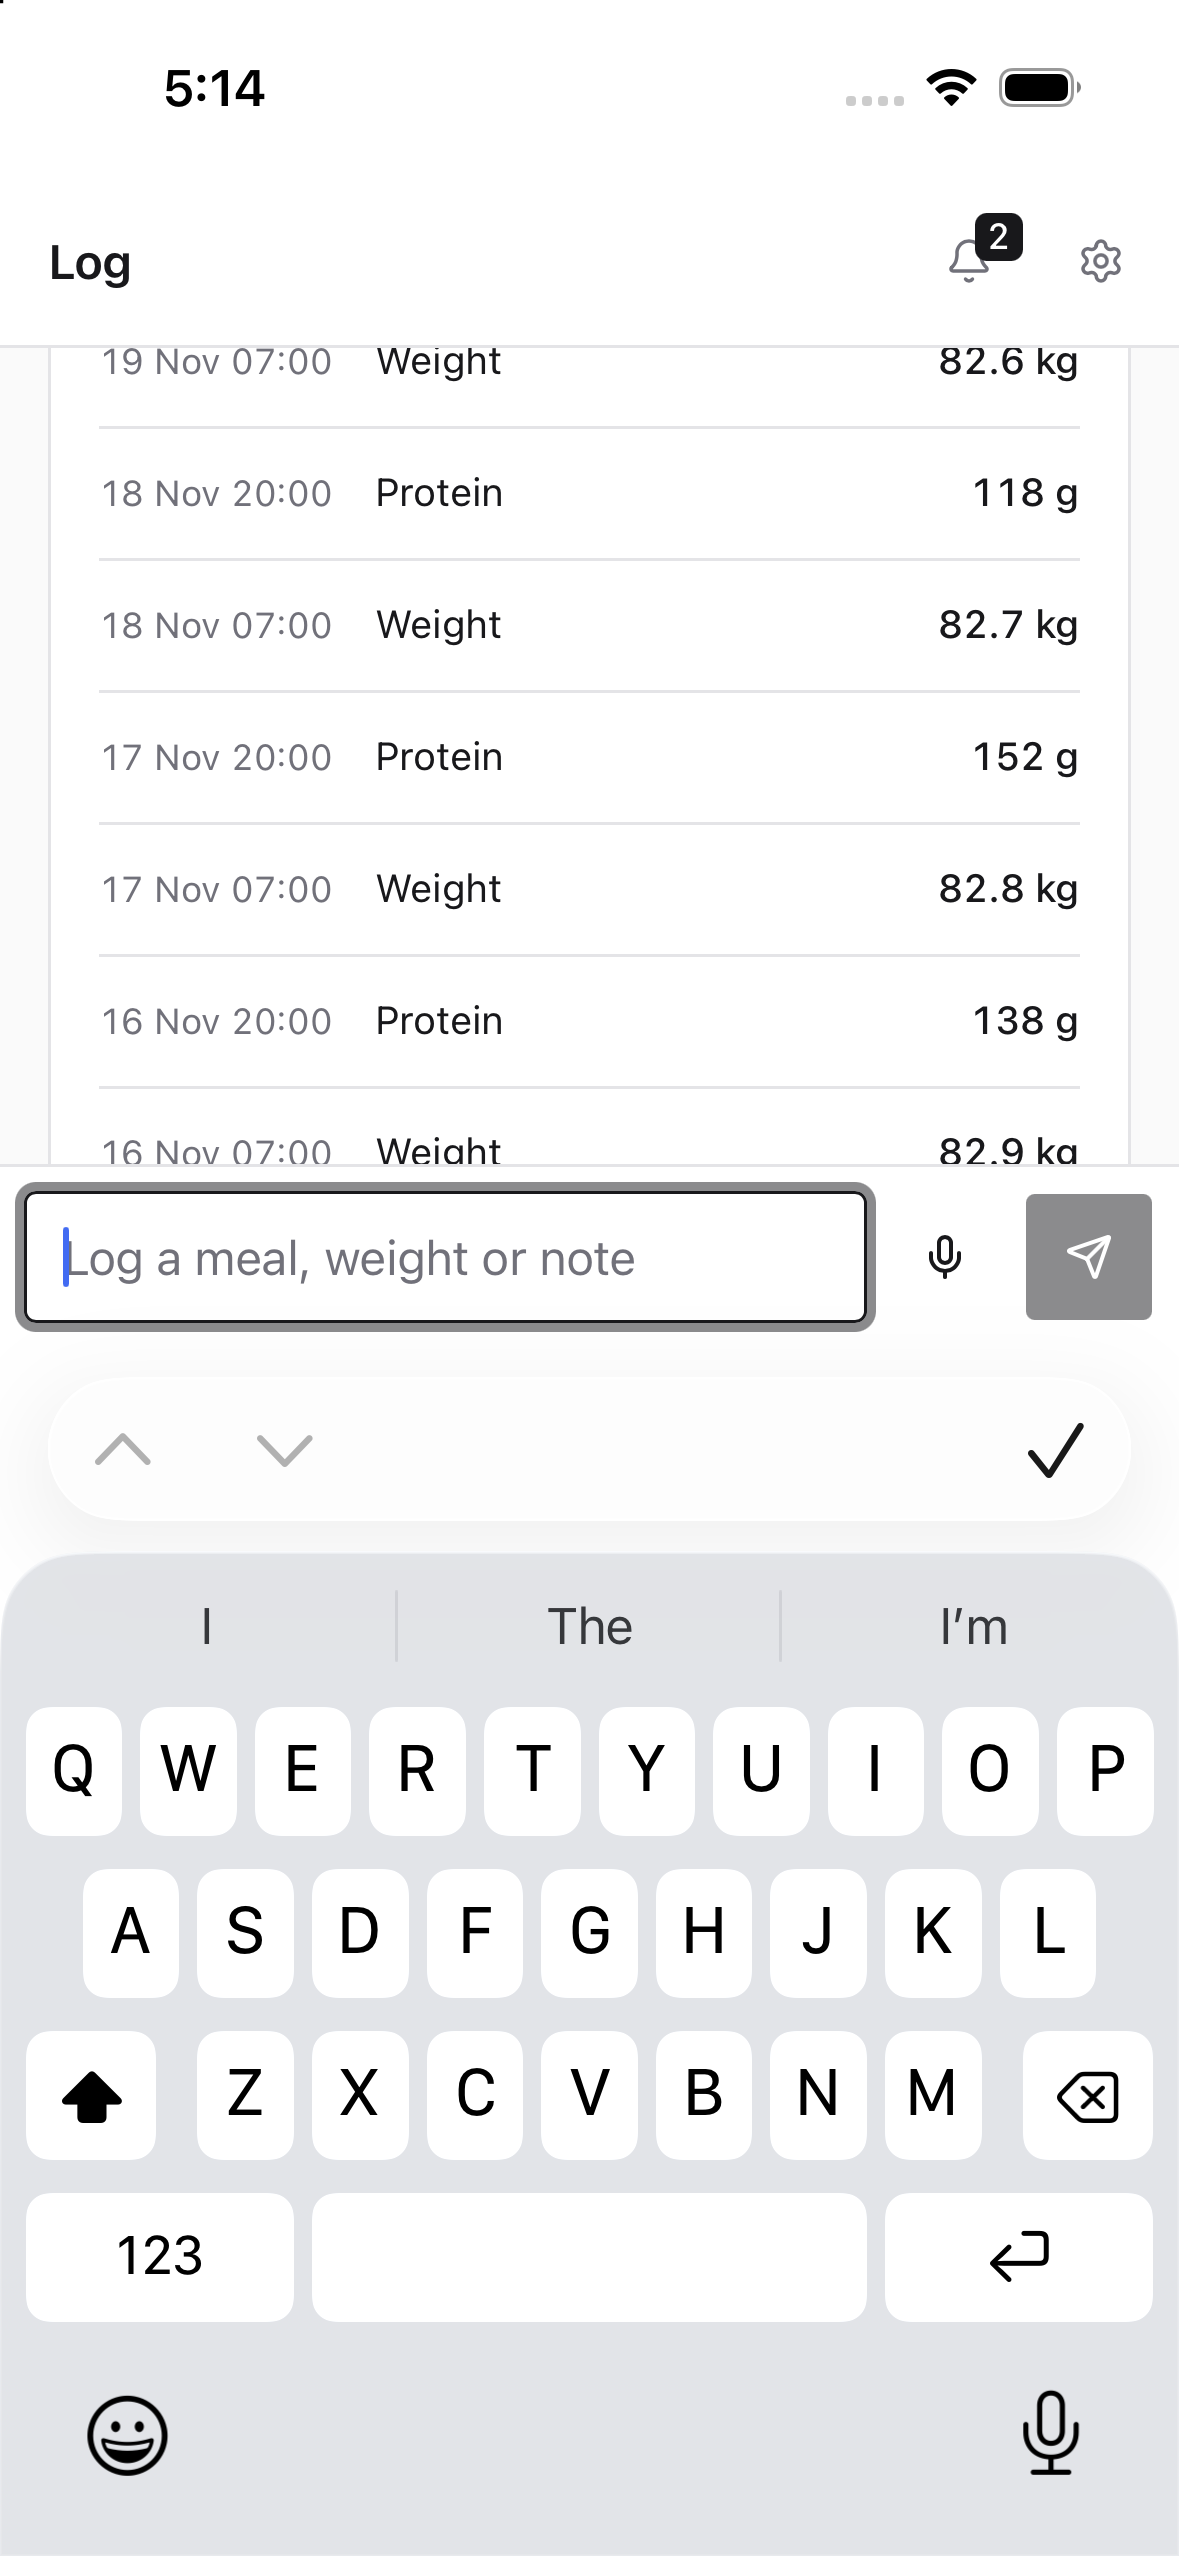 5:14
Log
2
19 Nov 07:00 Weight 82.6 kg
18 Nov 20:00 Protein 118 g
18 Nov 07:00 Weight 82.7 kg
17 Nov 20:00 Protein 152 g
17 Nov 07:00 Weight 82.8 kg
16 Nov 20:00 Protein 138 g
16 Nov 07:00 Weight 82.9 kg
Log a meal, weight or note
I The I’m
Q W E R T Y U I O P
A S D F G H J K L
Z X C V B N M
123